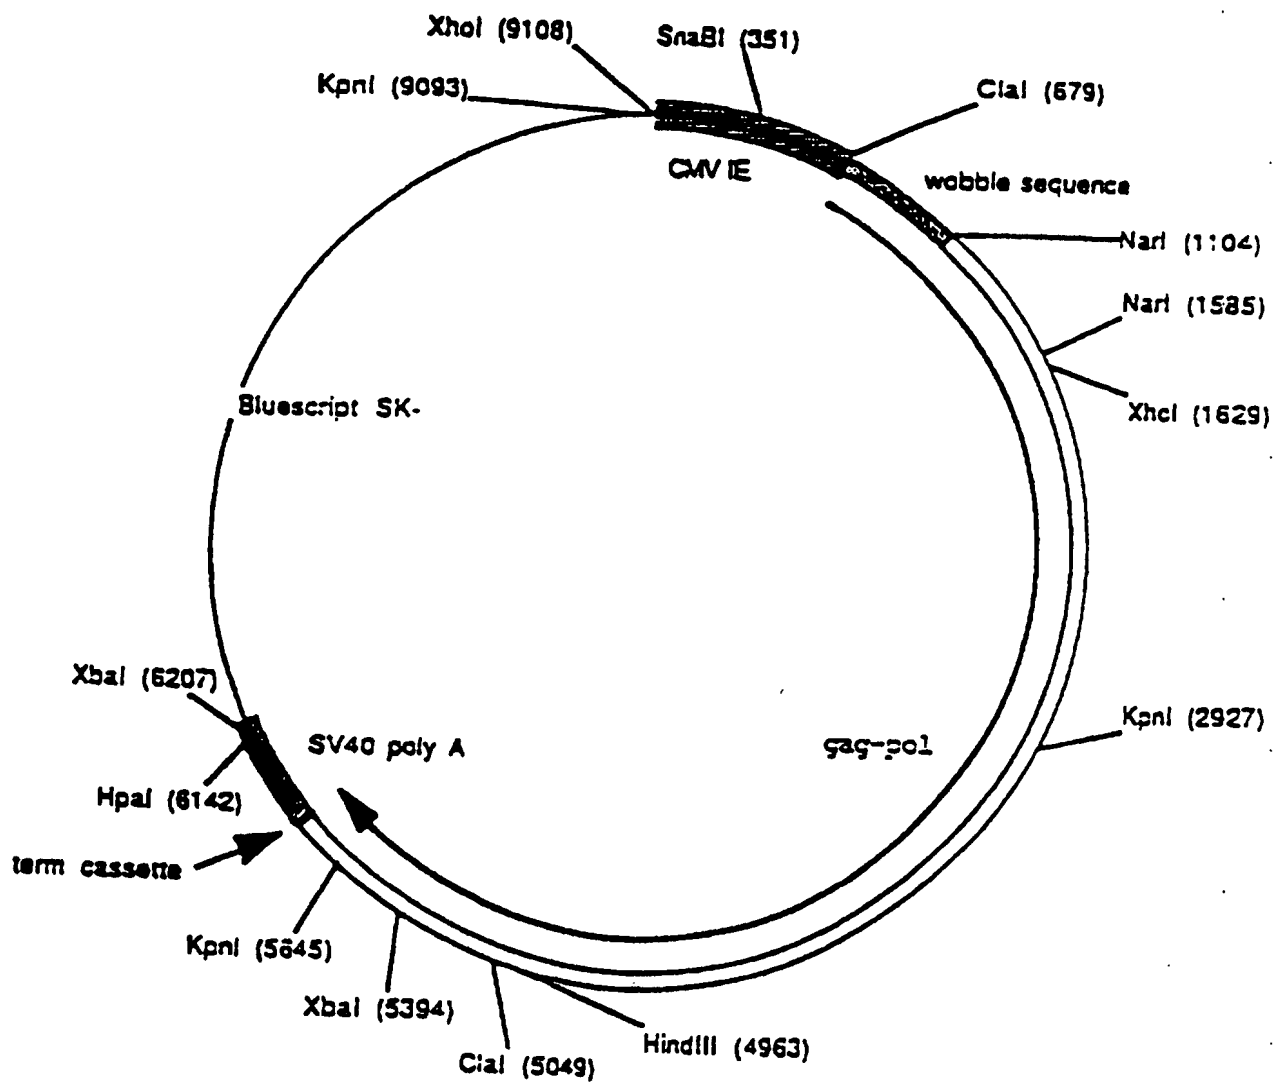 XhoI (9108)
SnaBI (351)
KpnI (9093)
ClaI (679)
CMV IE
wobble sequence
NarI (1104)
NarI (1585)
XhoI (1629)
Bluescript SK-
XbaI (6207)
KpnI (2927)
SV40 poly A
gag-pol
HpaI (6142)
term cassette
KpnI (5645)
XbaI (5394)
HindIII (4963)
ClaI (5049)